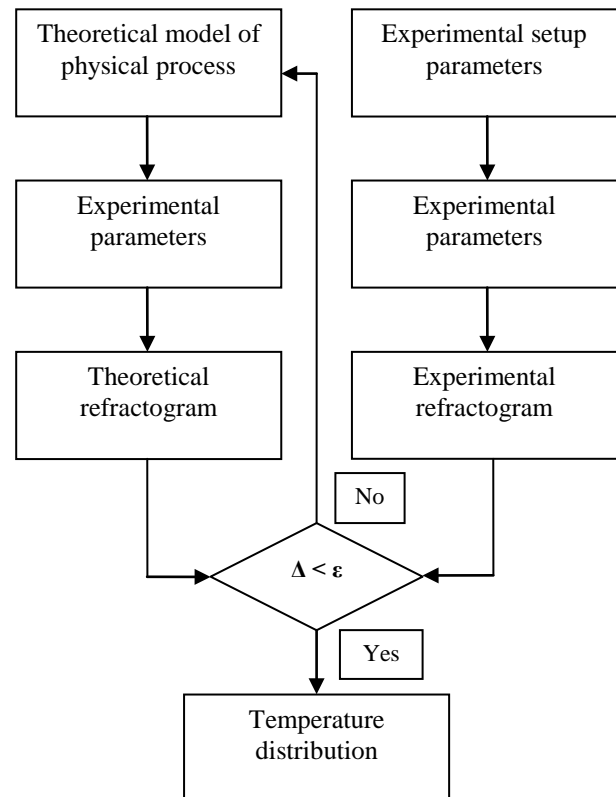 Theoretical model of
physical process
Experimental setup
parameters
Experimental
parameters
Experimental
parameters
Theoretical
refractogram
Experimental
refractogram
No
Δ < ε
Yes
Temperature
distribution